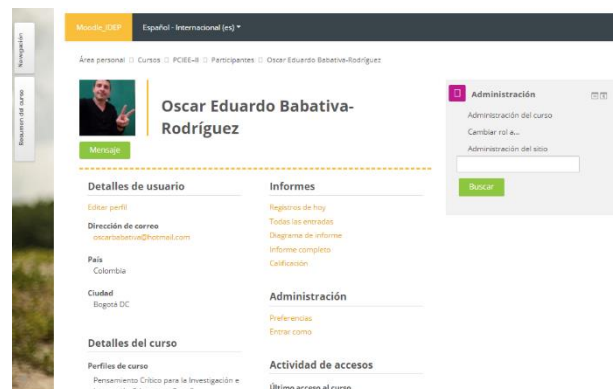 Moodle_IDEP
Español - Internacional (es)
Navegación
Resumen del curso
Área personal Cursos PCIEE-II Participantes Oscar Eduardo Babativa-Rodríguez
Oscar Eduardo Babativa-
Rodríguez
Mensaje
Detalles de usuario
Editar perfil
Dirección de correo
oscarbabativa@hotmail.com
País
Colombia
Ciudad
Bogotá DC
Detalles del curso
Perfiles de curso
Pensamiento Crítico para la Investigación e
Informes
Registros de hoy
Todas las entradas
Diagrama de informe
Informe completo
Calificación
Administración
Preferencias
Entrar como
Actividad de accesos
Último acceso al curso
Administración
Administración del curso
Cambiar rol a...
Administración del sitio
Buscar